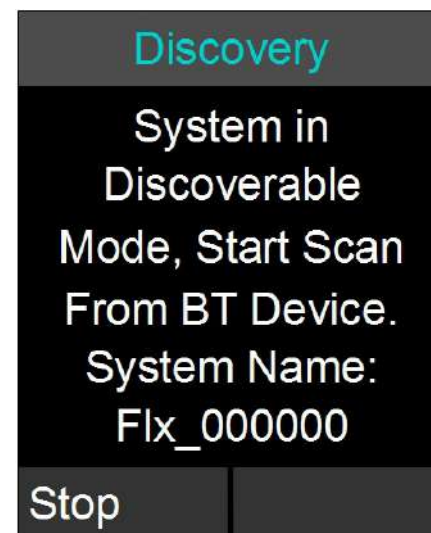 Discovery
System in
Discoverable
Mode, Start Scan
From BT Device.
System Name:
Flx_000000
Stop